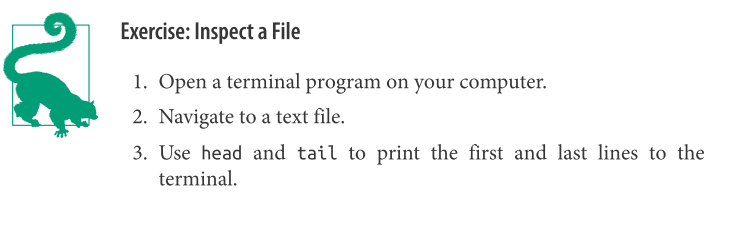 Exercise: Inspect a File
1. Open a terminal program on your computer.
2. Navigate to a text file.
3. Use head and tail to print the first and last lines to the
terminal.